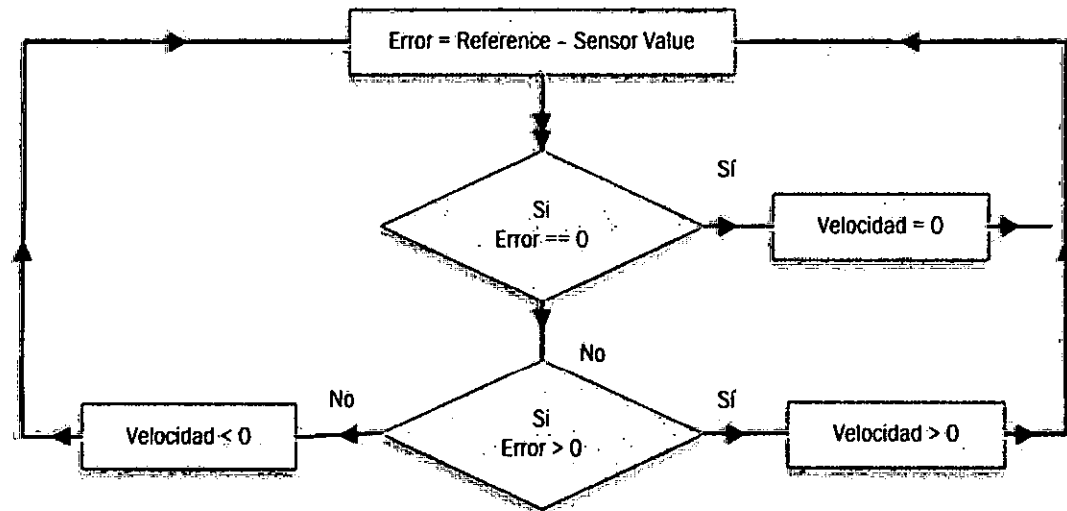 Error = Reference - Sensor Value
Sí
Si
Error == 0
Velocidad = 0
No
No
Si
Error > 0
Sí
Velocidad < 0
Velocidad > 0